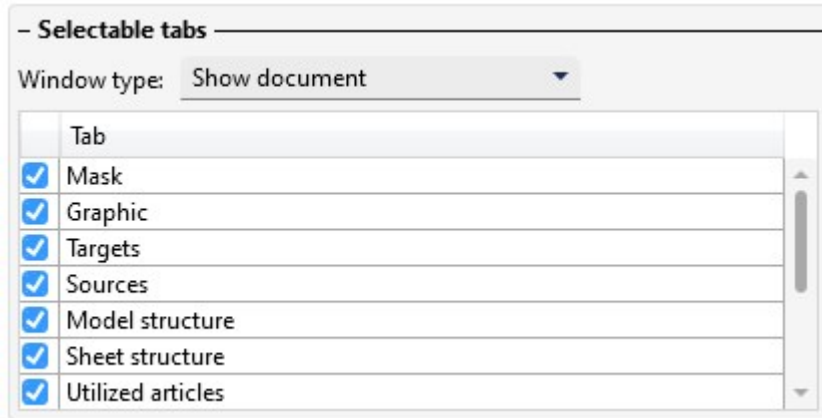 – Selectable tabs
Window type: Show document
Tab
Mask
Graphic
Targets
Sources
Model structure
Sheet structure
Utilized articles